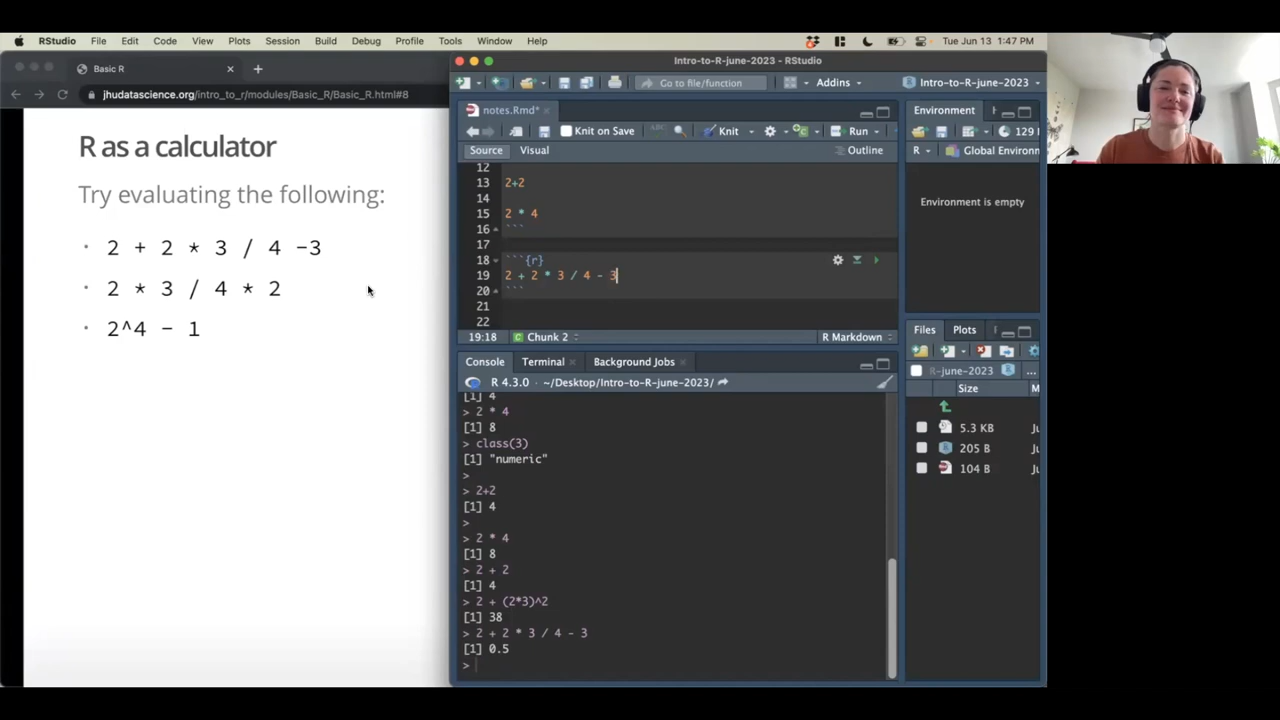 RStudio File Edit Code View Plots Session Build Debug Profile Tools Window Help Tue Jun 13 1:47 PM
Basic R
jhudatascience.org/intro_to_r/modules/Basic_R/Basic_R.html#8
R as a calculator
Try evaluating the following:
• 2 + 2 * 3 / 4 -3
• 2 * 3 / 4 * 2
• 2^4 - 1
Intro-to-R-june-2023 - RStudio
Go to file/function Addins Intro-to-R-june-2023
notes.Rmd*
Knit on Save ABC Knit Run
Source Visual Outline
12
13 2+2
14
15 2 * 4
16 ```
17
18 ```{r}
19 2 + 2 * 3 / 4 - 3
20 ```
21
22
19:18 Chunk 2 R Markdown
Console Terminal Background Jobs
R 4.3.0 · ~/Desktop/Intro-to-R-june-2023/
[1] 4
> 2 * 4
[1] 8
> class(3)
[1] "numeric"
>
> 2+2
[1] 4
>
> 2 * 4
[1] 8
> 2 + 2
[1] 4
> 2 + (2*3)^2
[1] 38
> 2 + 2 * 3 / 4 - 3
[1] 0.5
>
Environment
129
R Global Environn
Environment is empty
Files Plots
R-june-2023 ...
Size M
5.3 KB Ju
205 B Ju
104 B Ju